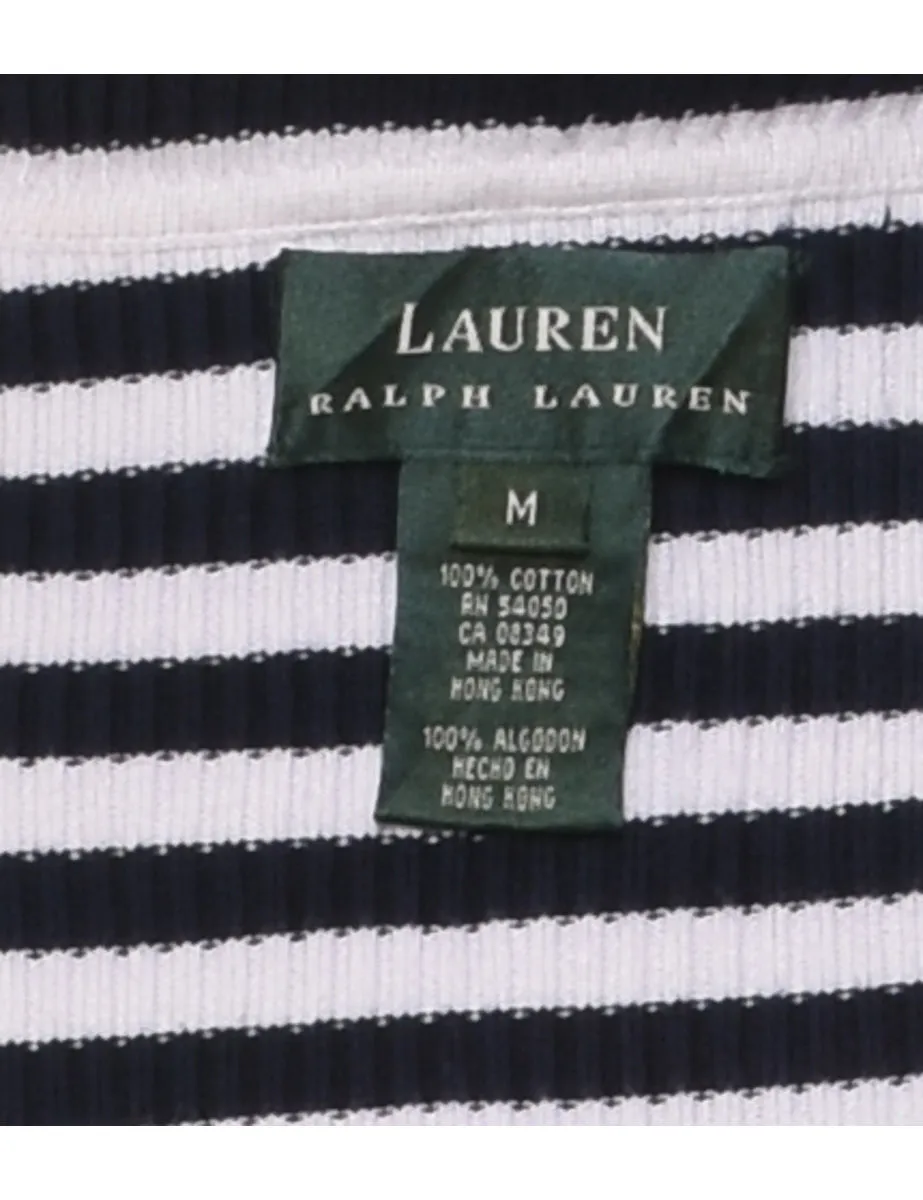 LAUREN
RALPH LAUREN
M
100% COTTON
RN 54050
CA 08349
MADE IN
HONG KONG
100% ALGODON
HECHO EN
HONG KONG